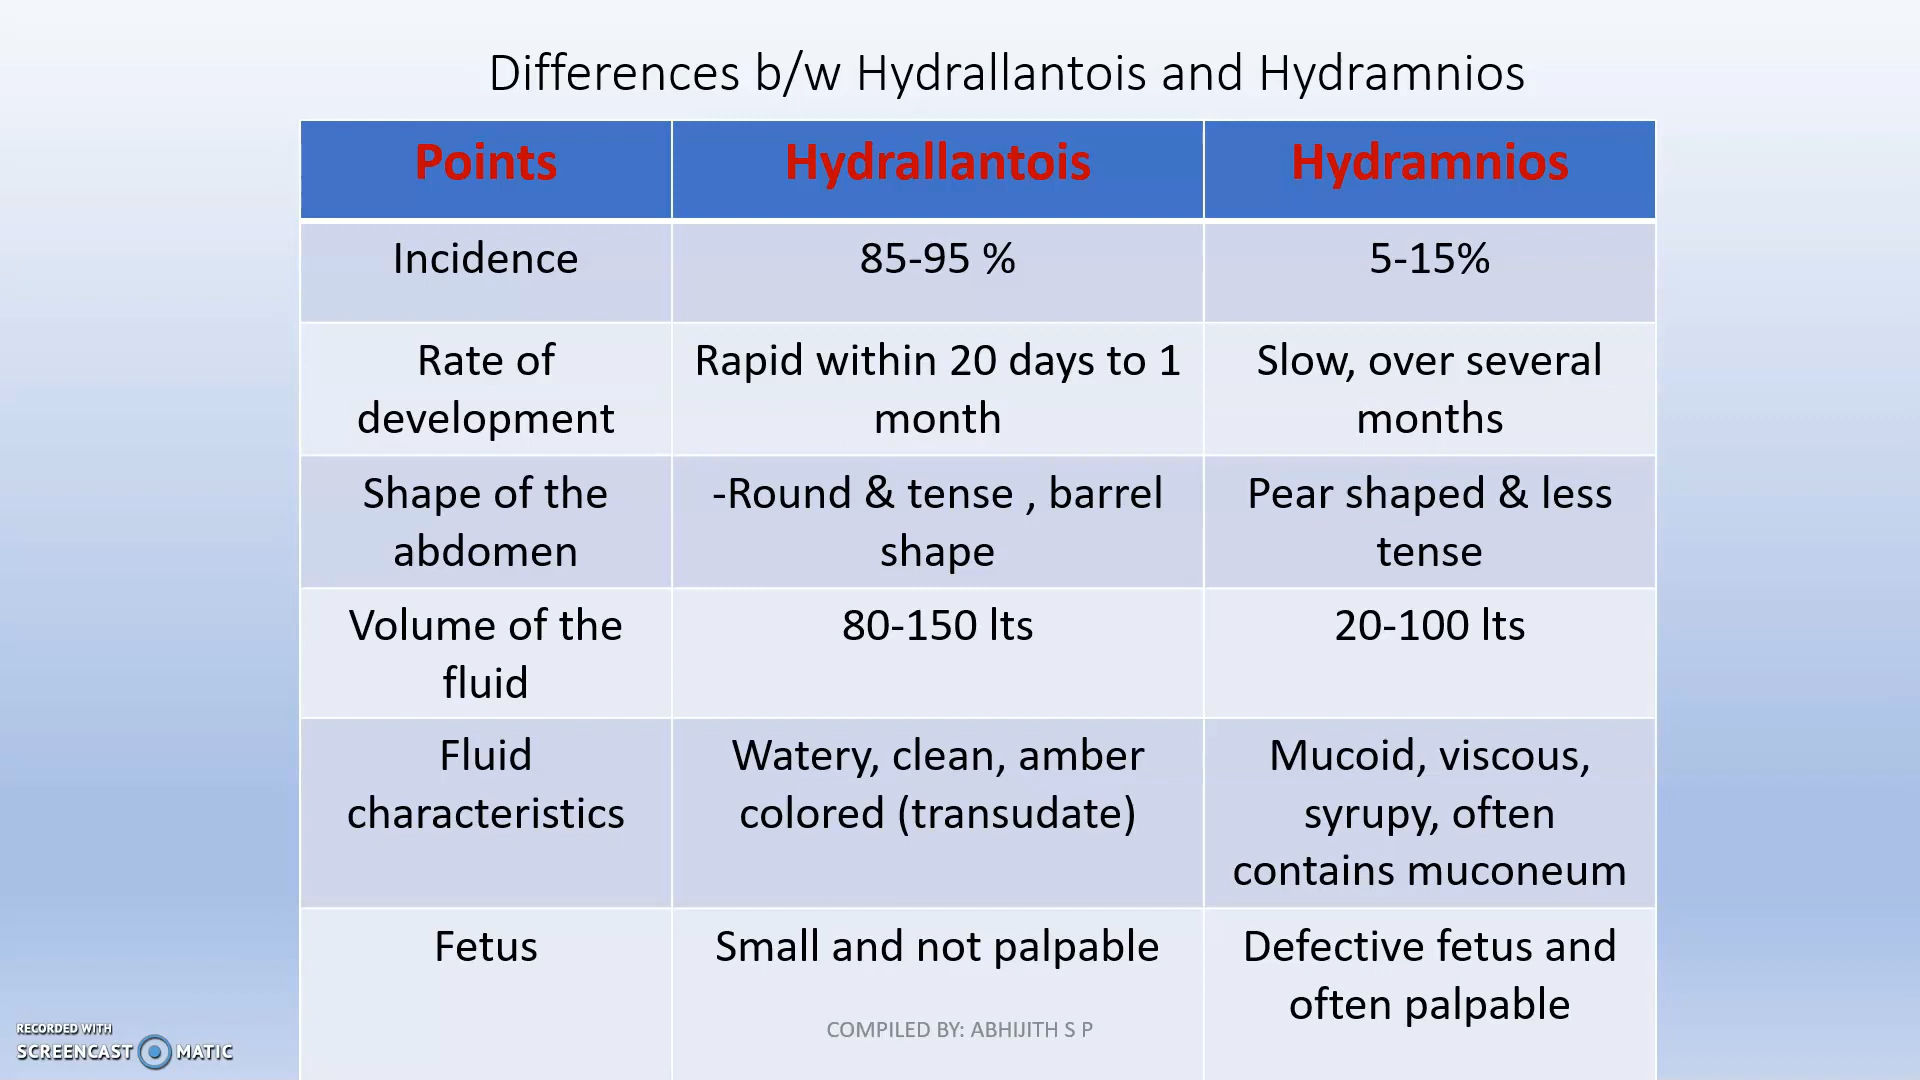 Differences b/w Hydrallantois and Hydramnios
Points
Hydrallantois
Hydramnios
Incidence
85-95 %
5-15%
Rate of
development
Rapid within 20 days to 1
month
Slow, over several
months
Shape of the
abdomen
-Round & tense , barrel
shape
Pear shaped & less
tense
Volume of the
fluid
80-150 lts
20-100 lts
Fluid
characteristics
Watery, clean, amber
colored (transudate)
Mucoid, viscous,
syrupy, often
contains muconeum
Fetus
Small and not palpable
Defective fetus and
often palpable
COMPILED BY: ABHIJITH S P
RECORDED WITH
SCREENCAST MATIC